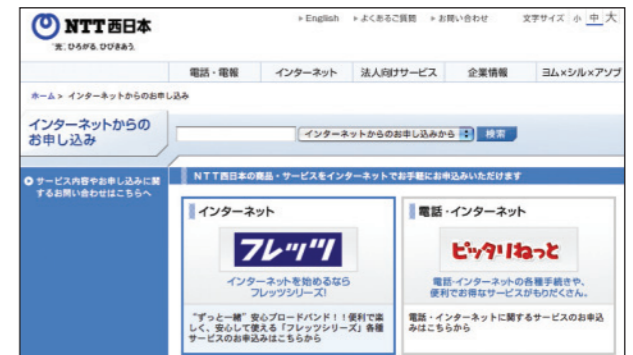 NTT西日本
光、ひろがる。ひびきあう。
English
よくあるご質問
お問い合わせ
文字サイズ 小 中 大
電話・電報
インターネット
法人向けサービス
企業情報
ヨム×シル×アソブ
ホーム > インターネットからのお申し込み
インターネットからの
お申し込み
インターネットからのお申し込みから
検索
サービス内容やお申し込みに関
するお問い合わせはこちらへ
NTT西日本の商品・サービスをインターネットでお手軽にお申込みいただけます
インターネット
フレッツ
インターネットを始めるなら
フレッツシリーズ!
“ずっと一緒”安心ブロードバンド！！便利で楽
しく、安心して使える「フレッツシリーズ」各種
サービスのお申込みはこちらから
電話・インターネット
ピッタリねっと
電話・インターネットの各種手続きや、
便利でお得なサービスがもりだくさん。
電話・インターネットに関するサービスのお申込
みはこちらから